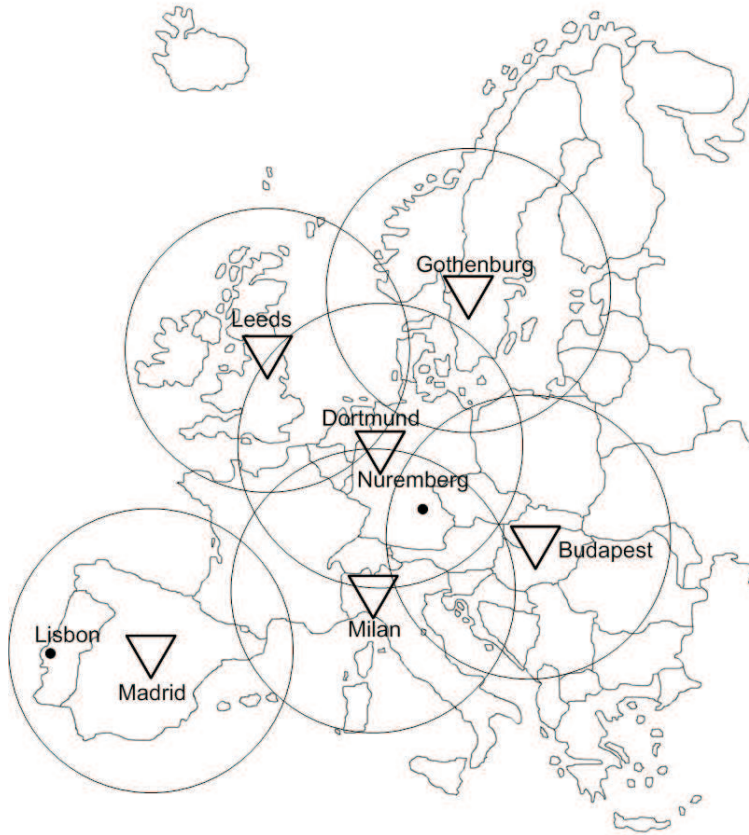 Gothenburg
Leeds
Dortmund
Nuremberg
Budapest
Milan
Lisbon
Madrid